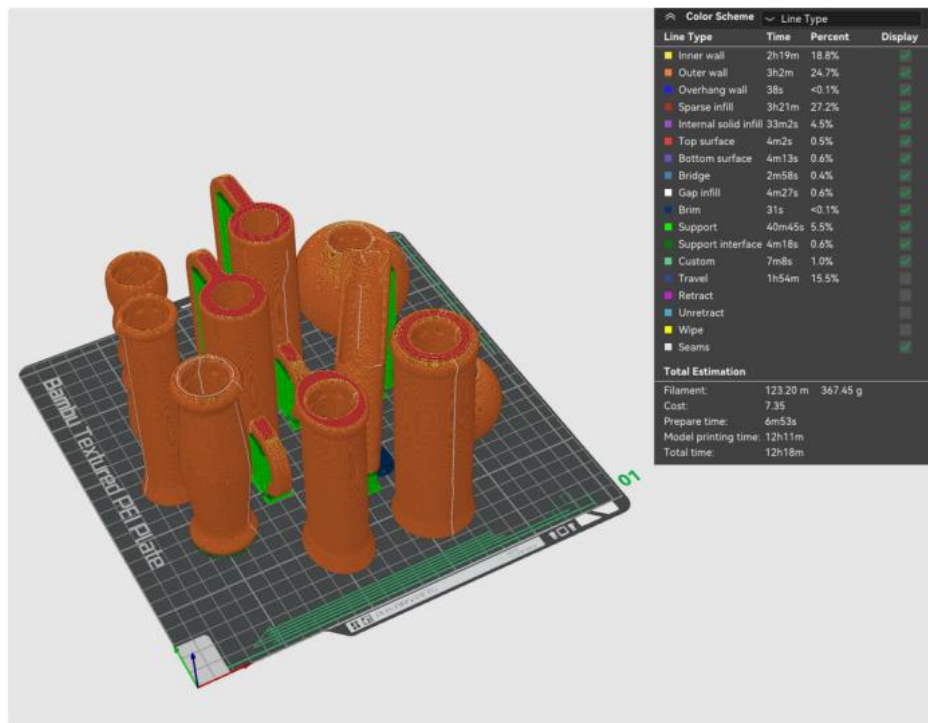 Color Scheme Line Type
Line Type Time Percent Display
Inner wall 2h19m 18.8%
Outer wall 3h2m 24.7%
Overhang wall 38s <0.1%
Sparse infill 3h21m 27.2%
Internal solid infill 33m2s 4.5%
Top surface 4m2s 0.5%
Bottom surface 4m13s 0.6%
Bridge 2m58s 0.4%
Gap infill 4m27s 0.6%
Brim 31s <0.1%
Support 40m45s 5.5%
Support interface 4m18s 0.6%
Custom 7m8s 1.0%
Travel 1h54m 15.5%
Retract
Unretract
Wipe
Seams
Total Estimation
Filament: 123.20 m 367.45 g
Cost: 7.35
Prepare time: 6m53s
Model printing time: 12h11m
Total time: 12h18m
Bambu Textured PEI Plate
01